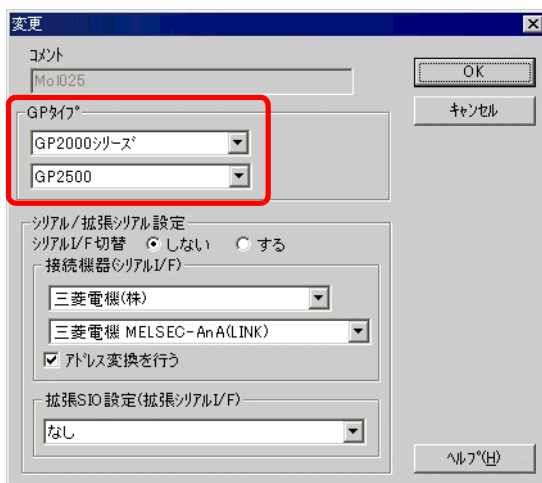 変更
コメント
Mol025
OK
キャンセル
GPﾀｲﾌﾟ
GP2000ｼﾘｰｽﾞ
GP2500
ｼﾘｱﾙ/拡張ｼﾘｱﾙ設定
ｼﾘｱﾙI/F切替 しない する
接続機器(ｼﾘｱﾙI/F)
三菱電機(株)
三菱電機 MELSEC-AnA(LINK)
ｱﾄﾞﾚｽ変換を行う
拡張SIO設定(拡張ｼﾘｱﾙI/F)
なし
ﾍﾙﾌﾟ(H)